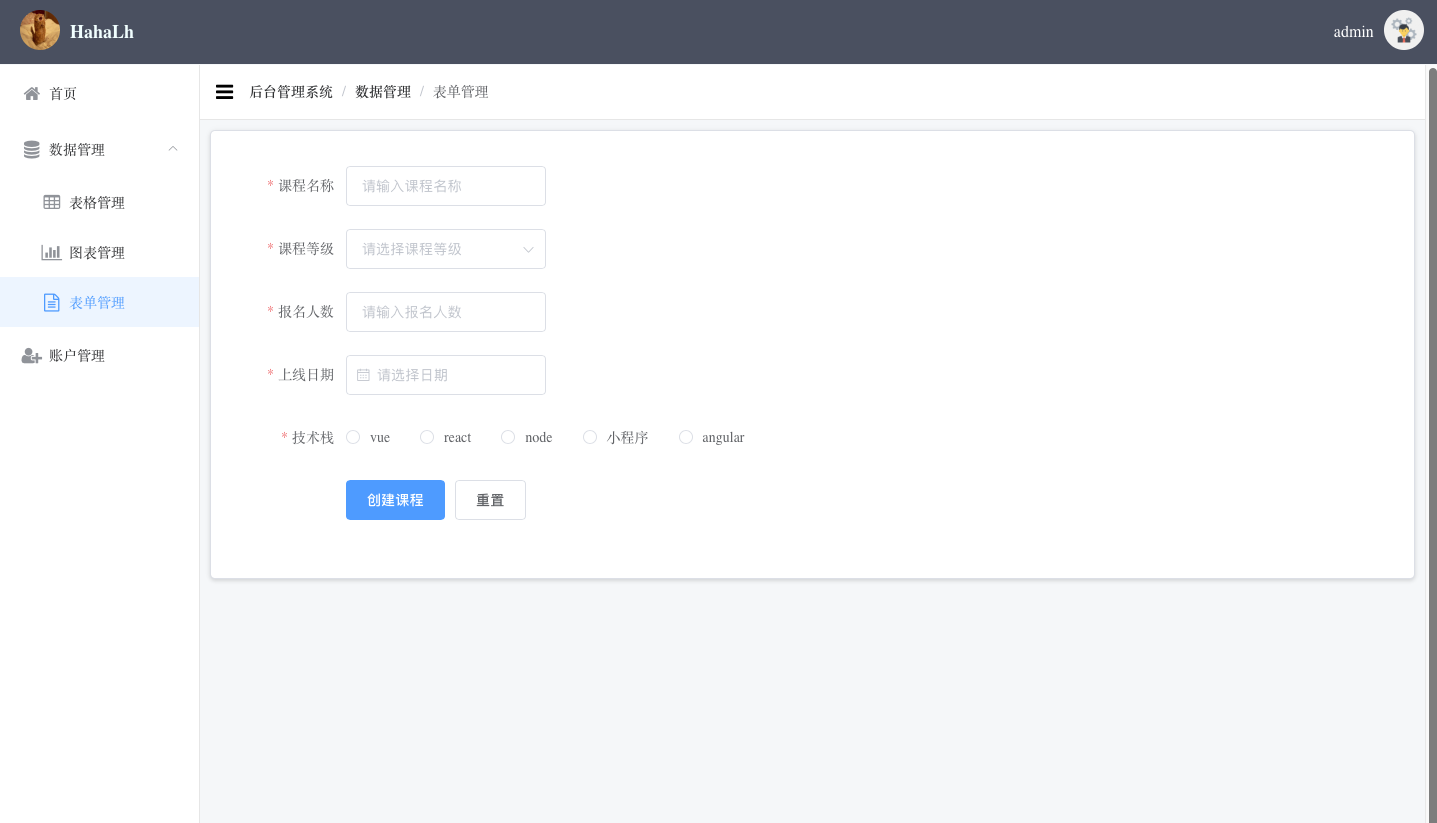 HahaLh
admin
首页
数据管理
表格管理
图表管理
表单管理
账户管理
后台管理系统 / 数据管理 / 表单管理
* 课程名称 请输入课程名称
* 课程等级 请选择课程等级
* 报名人数 请输入报名人数
* 上线日期 请选择日期
* 技术栈 vue react node 小程序 angular
创建课程 重置